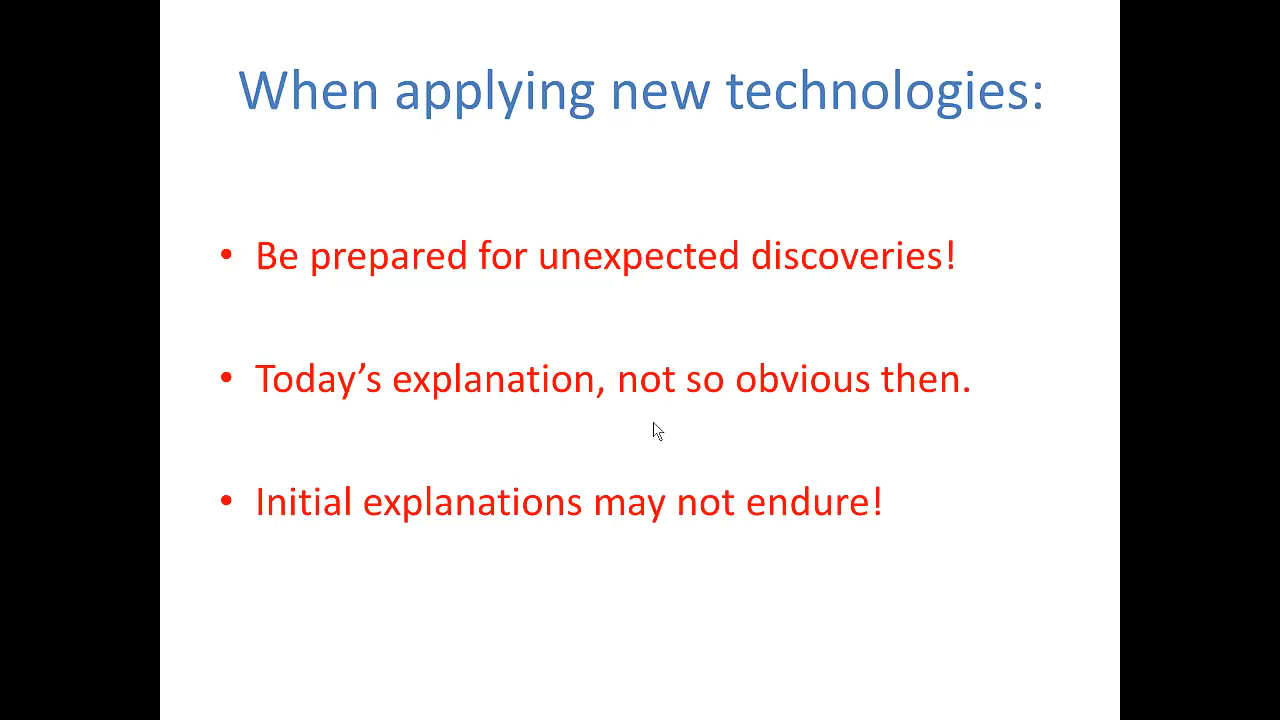 When applying new technologies:
• Be prepared for unexpected discoveries!
• Today’s explanation, not so obvious then.
• Initial explanations may not endure!